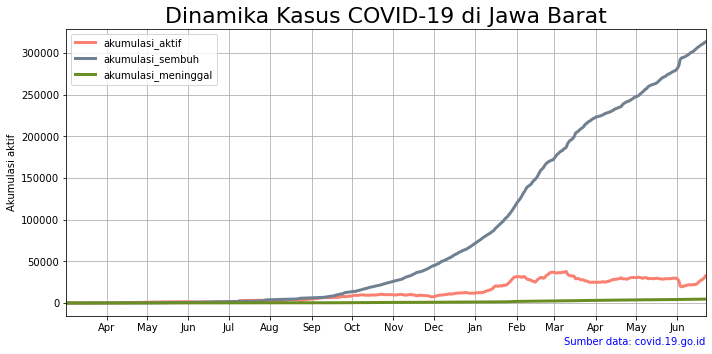 Dinamika Kasus COVID-19 di Jawa Barat
akumulasi_aktif
akumulasi_sembuh
akumulasi_meninggal
Akumulasi aktif
300000
250000
200000
150000
100000
50000
0
Apr May Jun Jul Aug Sep Oct Nov Dec Jan Feb Mar Apr May Jun
Sumber data: covid.19.go.id